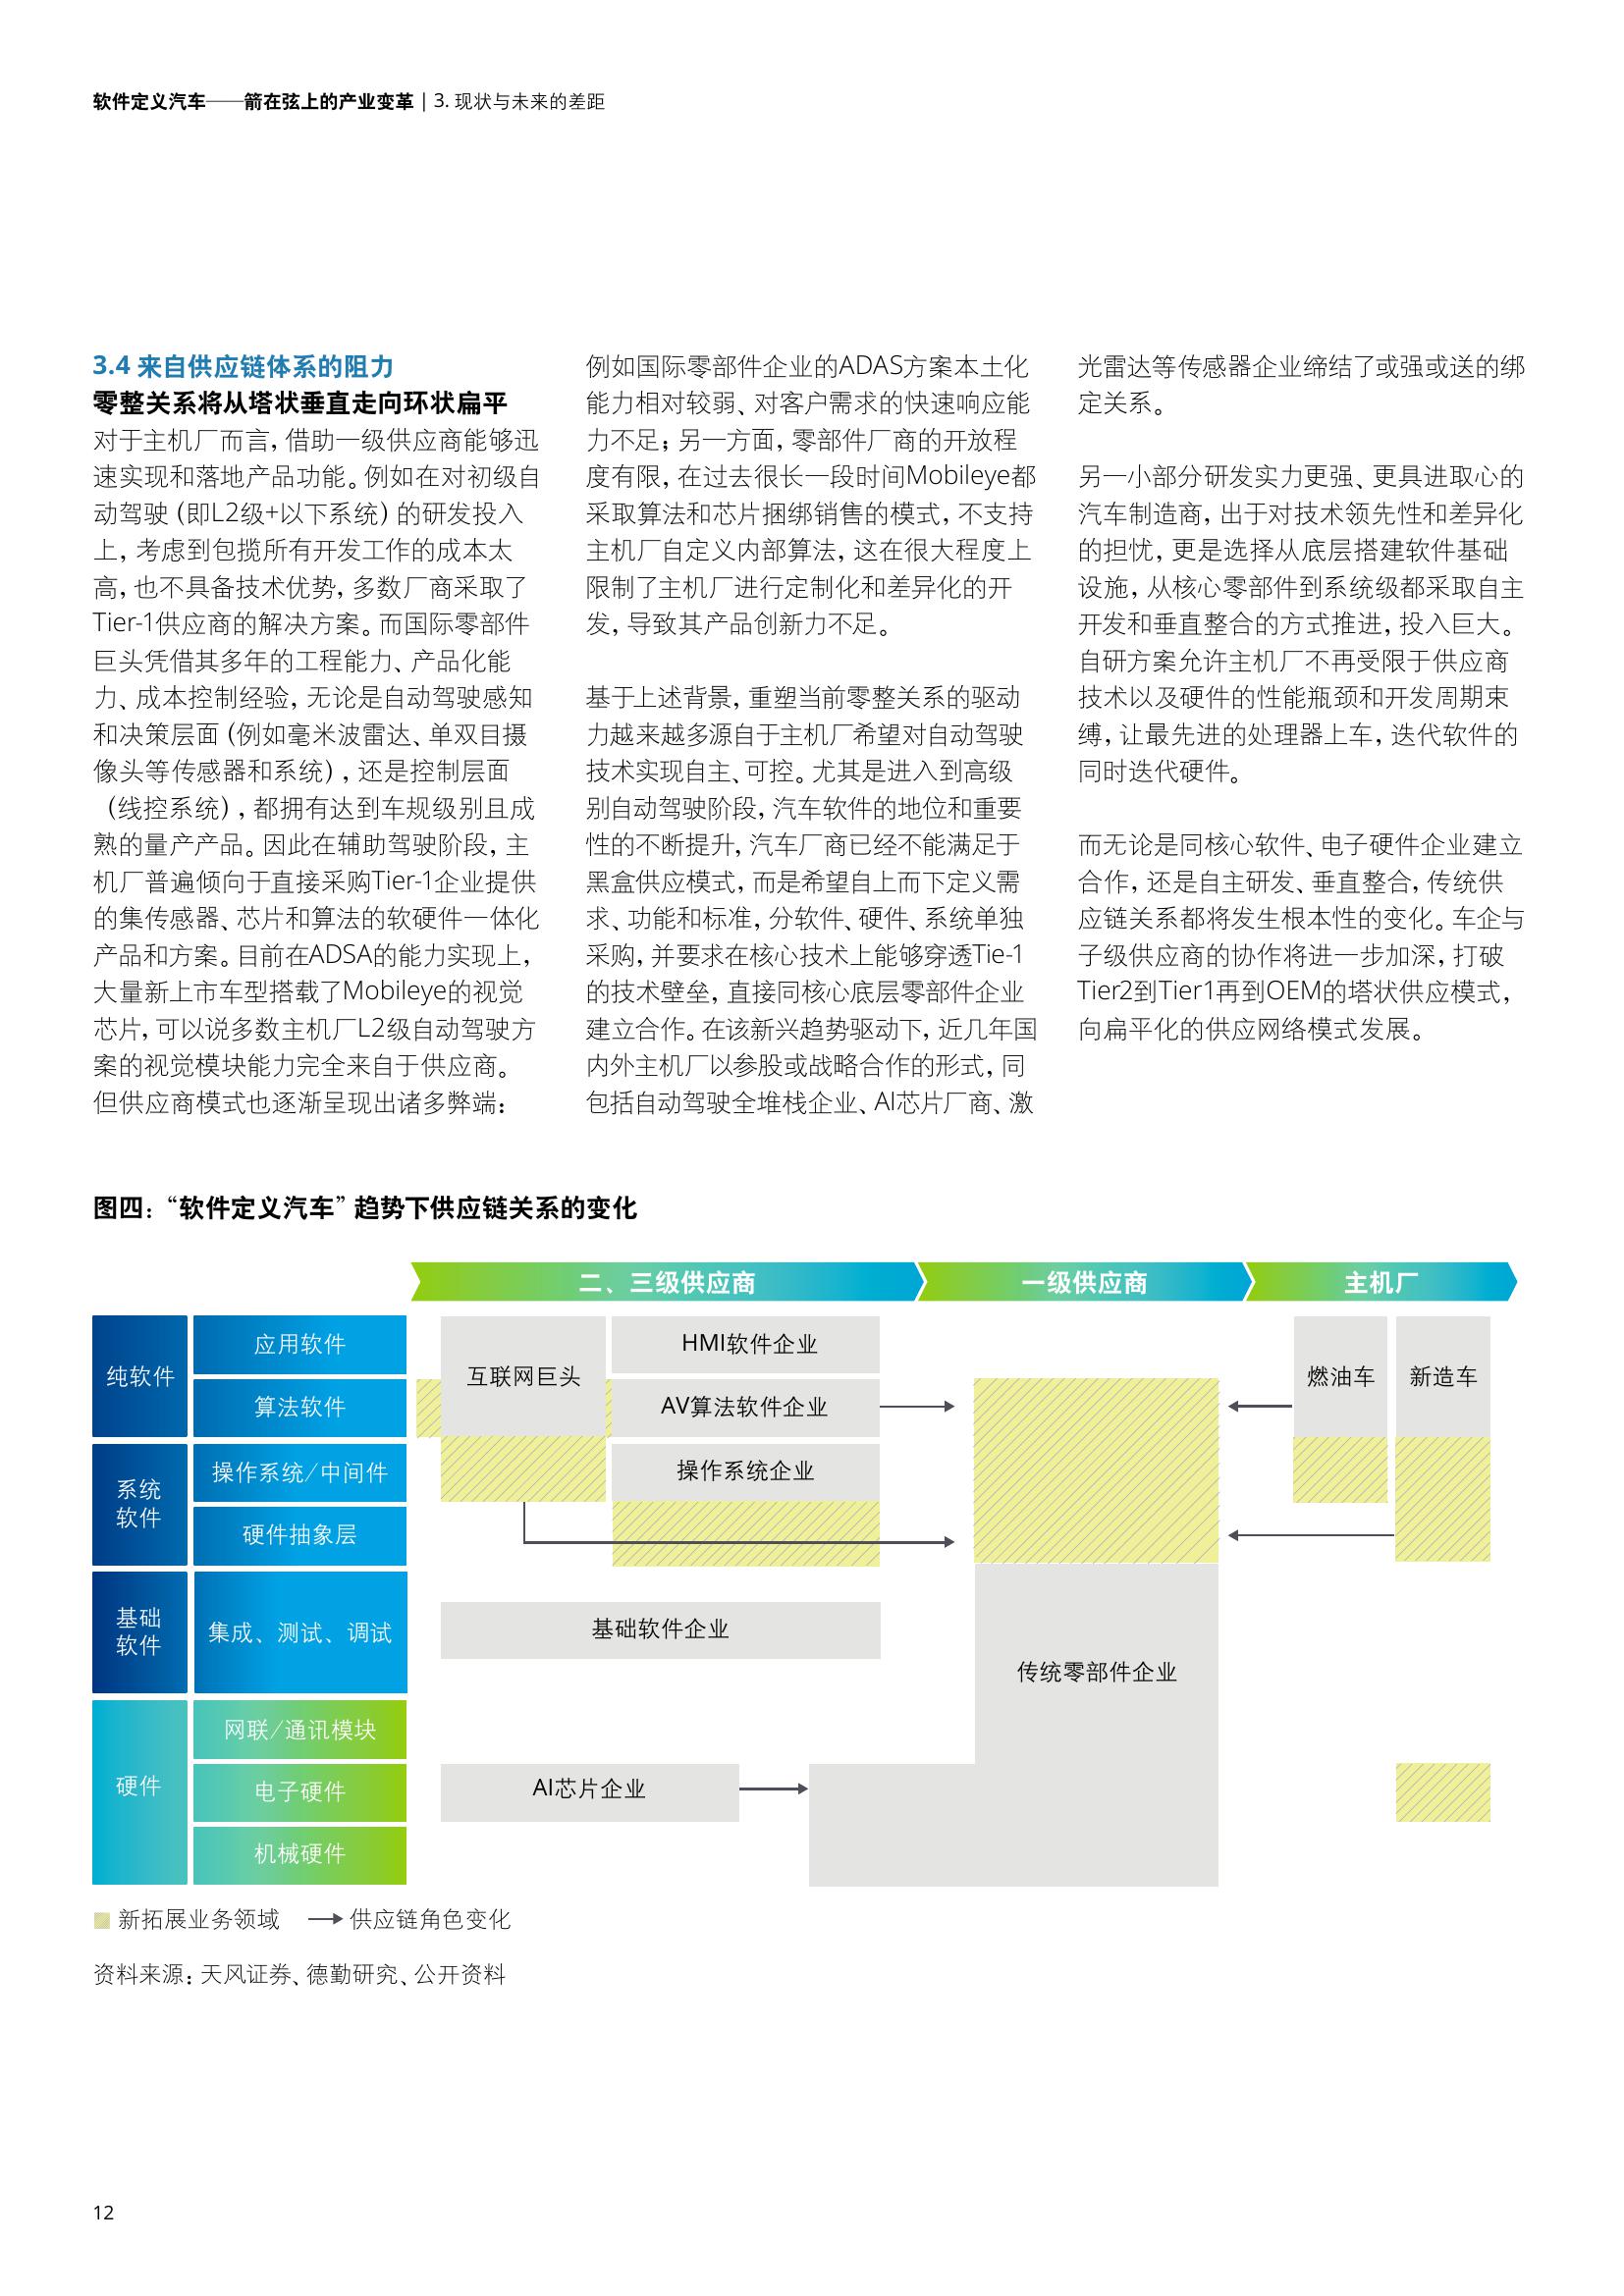 软件定义汽车——箭在弦上的产业变革 | 3. 现状与未来的差距
3.4 来自供应链体系的阻力
零整关系将从塔状垂直走向环状扁平
对于主机厂而言，借助一级供应商能够迅
速实现和落地产品功能。例如在对初级自
动驾驶（即L2级+以下系统）的研发投入
上，考虑到包揽所有开发工作的成本太
高，也不具备技术优势，多数厂商采取了
Tier-1供应商的解决方案。而国际零部件
巨头凭借其多年的工程能力、产品化能
力、成本控制经验，无论是自动驾驶感知
和决策层面（例如毫米波雷达、单双目摄
像头等传感器和系统），还是控制层面
（线控系统），都拥有达到车规级别且成
熟的量产产品。因此在辅助驾驶阶段，主
机厂普遍倾向于直接采购Tier-1企业提供
的集传感器、芯片和算法的软硬件一体化
产品和方案。目前在ADSA的能力实现上，
大量新上市车型搭载了Mobileye的视觉
芯片，可以说多数主机厂L2级自动驾驶方
案的视觉模块能力完全来自于供应商。
但供应商模式也逐渐呈现出诸多弊端：
例如国际零部件企业的ADAS方案本土化
能力相对较弱、对客户需求的快速响应能
力不足；另一方面，零部件厂商的开放程
度有限，在过去很长一段时间Mobileye都
采取算法和芯片捆绑销售的模式，不支持
主机厂自定义内部算法，这在很大程度上
限制了主机厂进行定制化和差异化的开
发，导致其产品创新力不足。
基于上述背景，重塑当前零整关系的驱动
力越来越多源自于主机厂希望对自动驾驶
技术实现自主、可控。尤其是进入到高级
别自动驾驶阶段，汽车软件的地位和重要
性的不断提升，汽车厂商已经不能满足于
黑盒供应模式，而是希望自上而下定义需
求、功能和标准，分软件、硬件、系统单独
采购，并要求在核心技术上能够穿透Tie-1
的技术壁垒，直接同核心底层零部件企业
建立合作。在该新兴趋势驱动下，近几年国
内外主机厂以参股或战略合作的形式，同
包括自动驾驶全堆栈企业、AI芯片厂商、激
光雷达等传感器企业缔结了或强或送的绑
定关系。
另一小部分研发实力更强、更具进取心的
汽车制造商，出于对技术领先性和差异化
的担忧，更是选择从底层搭建软件基础
设施，从核心零部件到系统级都采取自主
开发和垂直整合的方式推进，投入巨大。
自研方案允许主机厂不再受限于供应商
技术以及硬件的性能瓶颈和开发周期束
缚，让最先进的处理器上车，迭代软件的
同时迭代硬件。
而无论是同核心软件、电子硬件企业建立
合作，还是自主研发、垂直整合，传统供
应链关系都将发生根本性的变化。车企与
子级供应商的协作将进一步加深，打破
Tier2到Tier1再到OEM的塔状供应模式，
向扁平化的供应网络模式发展。
图四：“软件定义汽车”趋势下供应链关系的变化
二、三级供应商
一级供应商
主机厂
纯软件
应用软件
算法软件
互联网巨头
HMI软件企业
AV算法软件企业
燃油车
新造车
系统
软件
操作系统/中间件
硬件抽象层
操作系统企业
基础
软件
集成、测试、调试
基础软件企业
传统零部件企业
硬件
网联/通讯模块
电子硬件
机械硬件
AI芯片企业
新拓展业务领域
供应链角色变化
资料来源：天风证券、德勤研究、公开资料
12